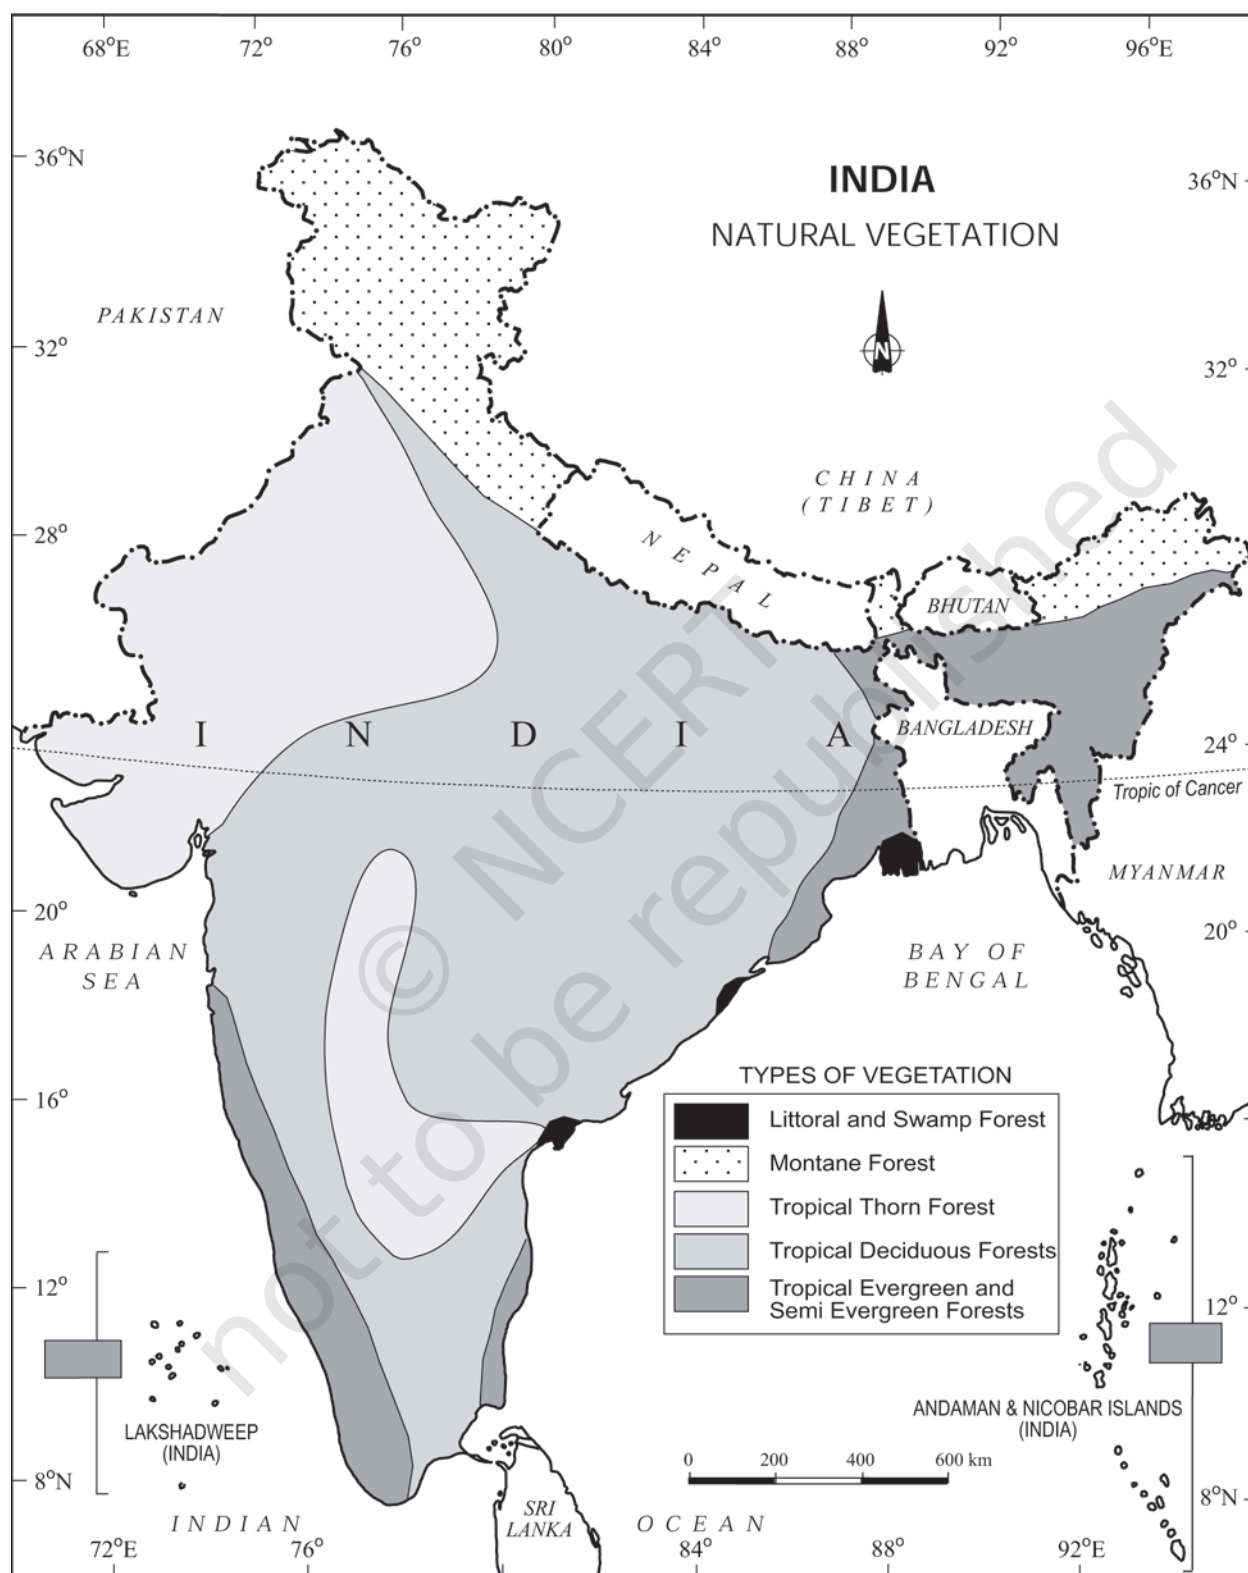 68°E 72° 76° 80° 84° 88° 92° 96°E
36°N
INDIA
36°N
NATURAL VEGETATION
PAKISTAN
N
32°
32°
CHINA
(TIBET)
28°
NEPAL
BHUTAN
INDIA
BANGLADESH
24°
Tropic of Cancer
MYANMAR
20°
20°
ARABIAN
SEA
BAY OF
BENGAL
16°
TYPES OF VEGETATION
Littoral and Swamp Forest
Montane Forest
Tropical Thorn Forest
Tropical Deciduous Forests
Tropical Evergreen and
Semi Evergreen Forests
12°
12°
LAKSHADWEEP
(INDIA)
ANDAMAN & NICOBAR ISLANDS
(INDIA)
0 200 400 600 km
8°N
8°N
SRI
LANKA
INDIAN OCEAN
72°E 76° 84° 88° 92°E
© NCERT
not to be republished